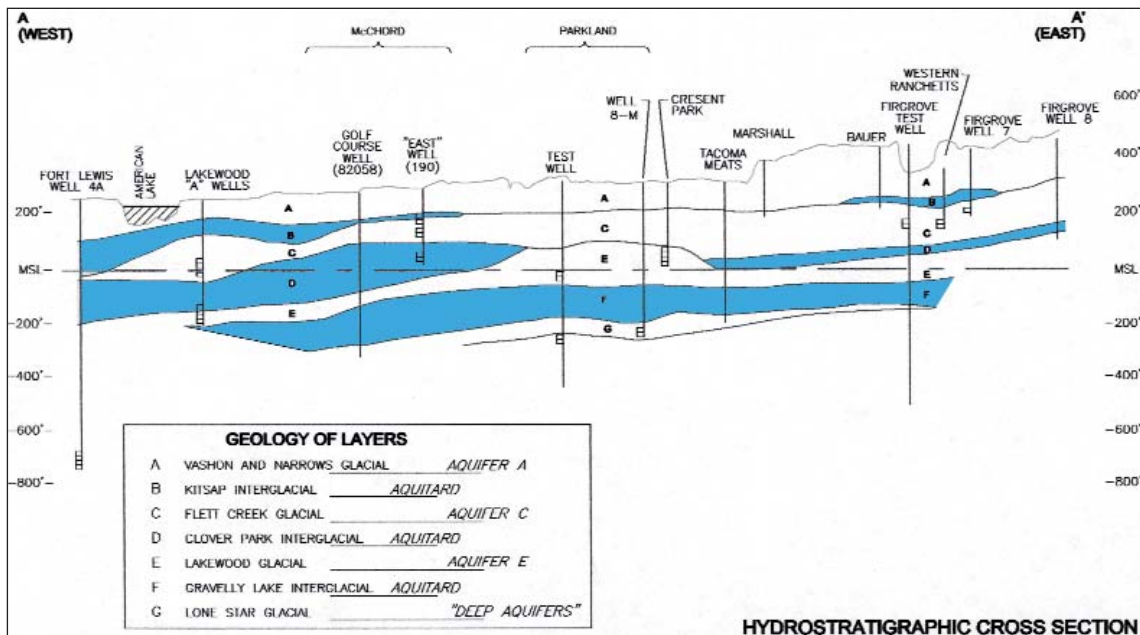 A
(WEST)
A'
(EAST)
McCHORD
PARKLAND
WESTERN
RANCHETTS
600'
600'
WELL
8-M
CRESENT
PARK
FIRGROVE
TEST
WELL
FIRGROVE
WELL 7
FIRGROVE
WELL 8
GOLF
COURSE
WELL
(82058)
"EAST"
WELL
(190)
MARSHALL
BAUER
400'
400'
TEST
WELL
TACOMA
MEATS
FORT LEWIS
WELL 4A
AMERICAN
LAKE
LAKEWOOD
"A" WELLS
200'
200'
A
A
A
B
B
C
C
C
D
D
MSL
MSL
E
E
E
F
F
G
-200'
-200'
-400'
-400'
-600'
-600'
-800'
-800'
GEOLOGY OF LAYERS
A VASHON AND NARROWS GLACIAL AQUIFER A
B KITSAP INTERGLACIAL AQUITARD
C FLETT CREEK GLACIAL AQUIFER C
D CLOVER PARK INTERGLACIAL AQUITARD
E LAKEWOOD GLACIAL AQUIFER E
F GRAVELLY LAKE INTERGLACIAL AQUITARD
G LONE STAR GLACIAL "DEEP AQUIFERS"
HYDROSTRATIGRAPHIC CROSS SECTION